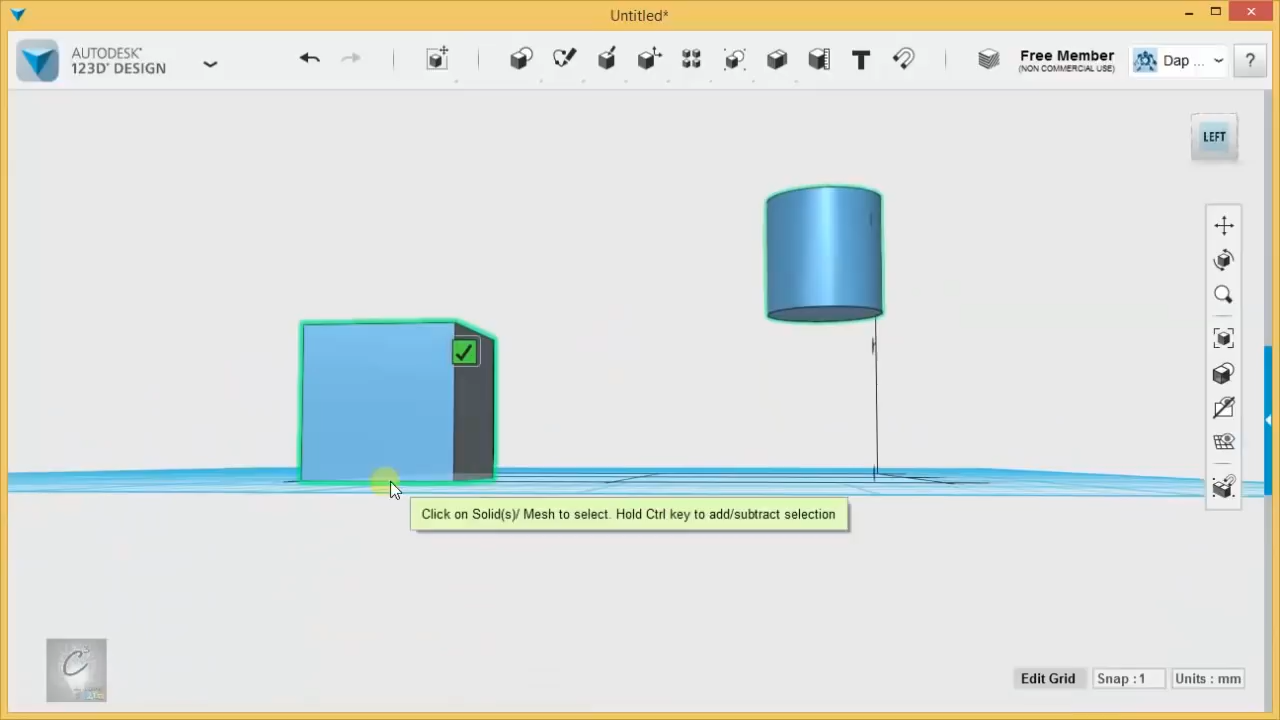 Untitled*
AUTODESK®
123D® DESIGN
T
Free Member
(NON COMMERCIAL USE)
Dap ...
?
LEFT
Click on Solid(s)/ Mesh to select. Hold Ctrl key to add/subtract selection
Edit Grid
Snap : 1
Units : mm